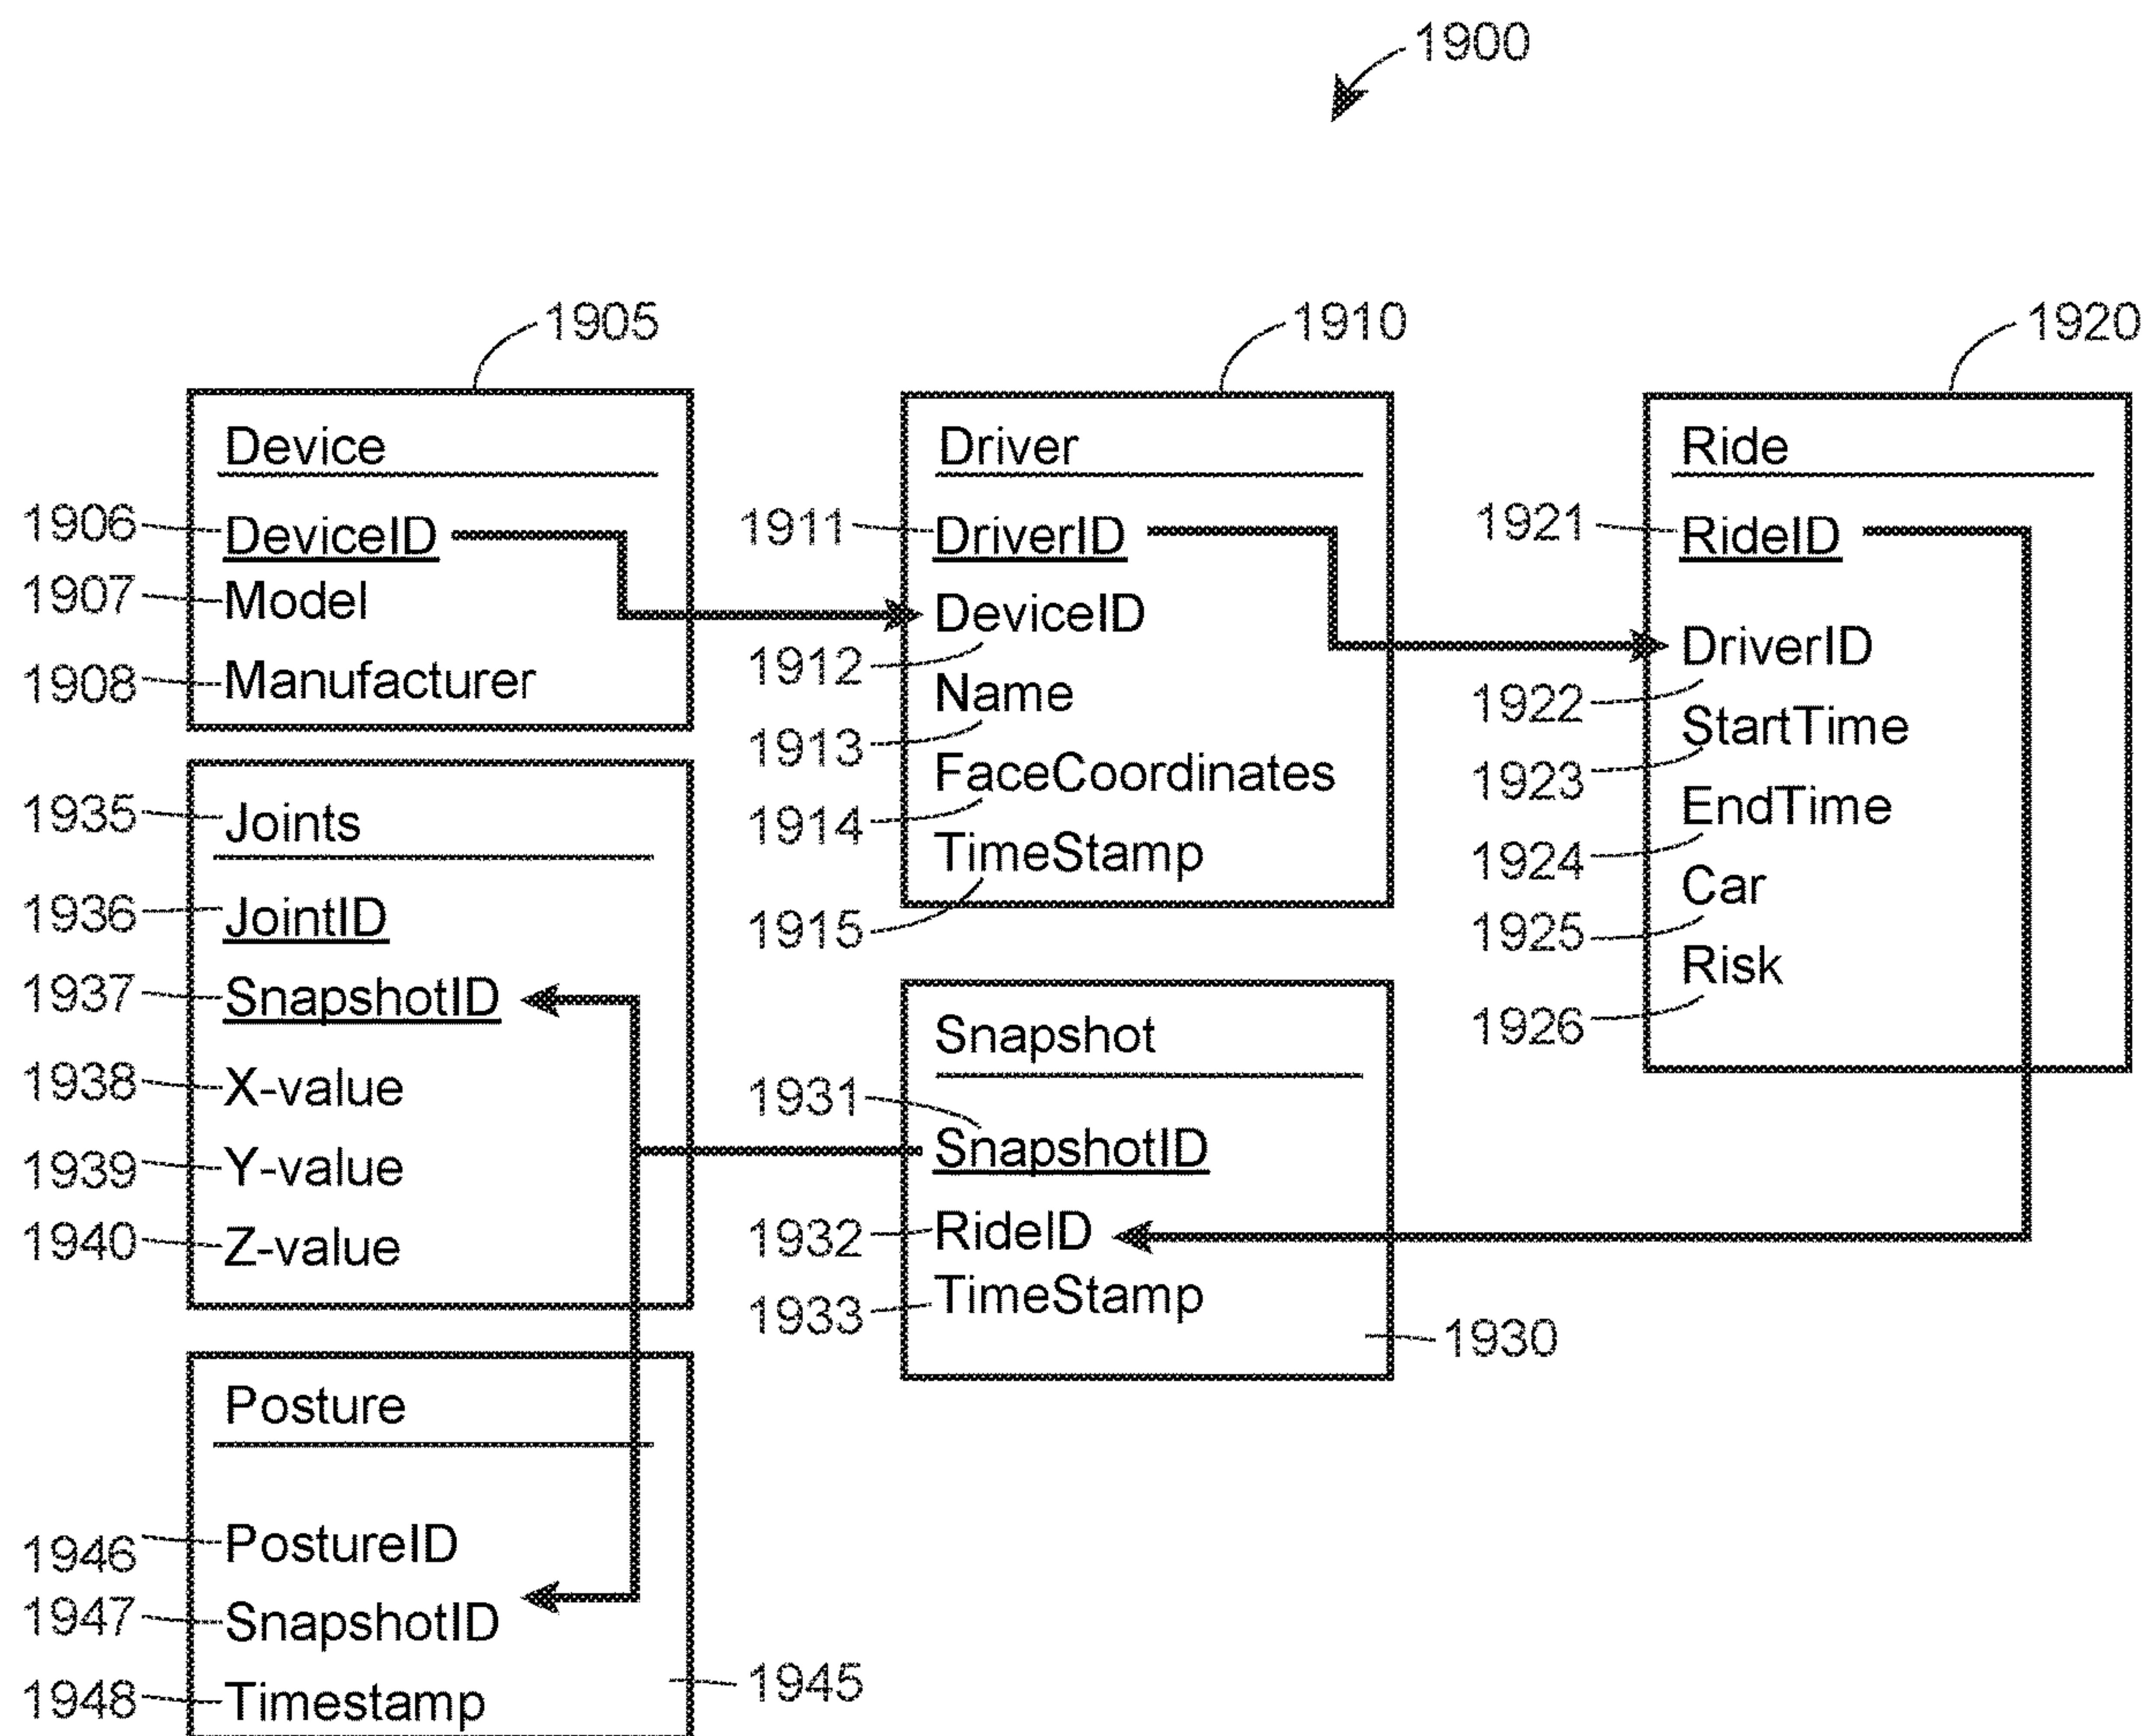 1900
1905
Device
1906 DeviceID
1907 Model
1908 Manufacturer
1910
Driver
1911 DriverID
DeviceID
1912
Name
1913
FaceCoordinates
1914
TimeStamp
1915
1920
Ride
1921 RideID
DriverID
1922
StartTime
1923
EndTime
1924
Car
1925
Risk
1926
1935 Joints
1936 JointID
1937 SnapshotID
1938 X-value
1939 Y-value
1940 Z-value
Snapshot
1931
SnapshotID
1932 RideID
1933 TimeStamp
1930
Posture
1946 PostureID
1947 SnapshotID
1948 Timestamp
1945